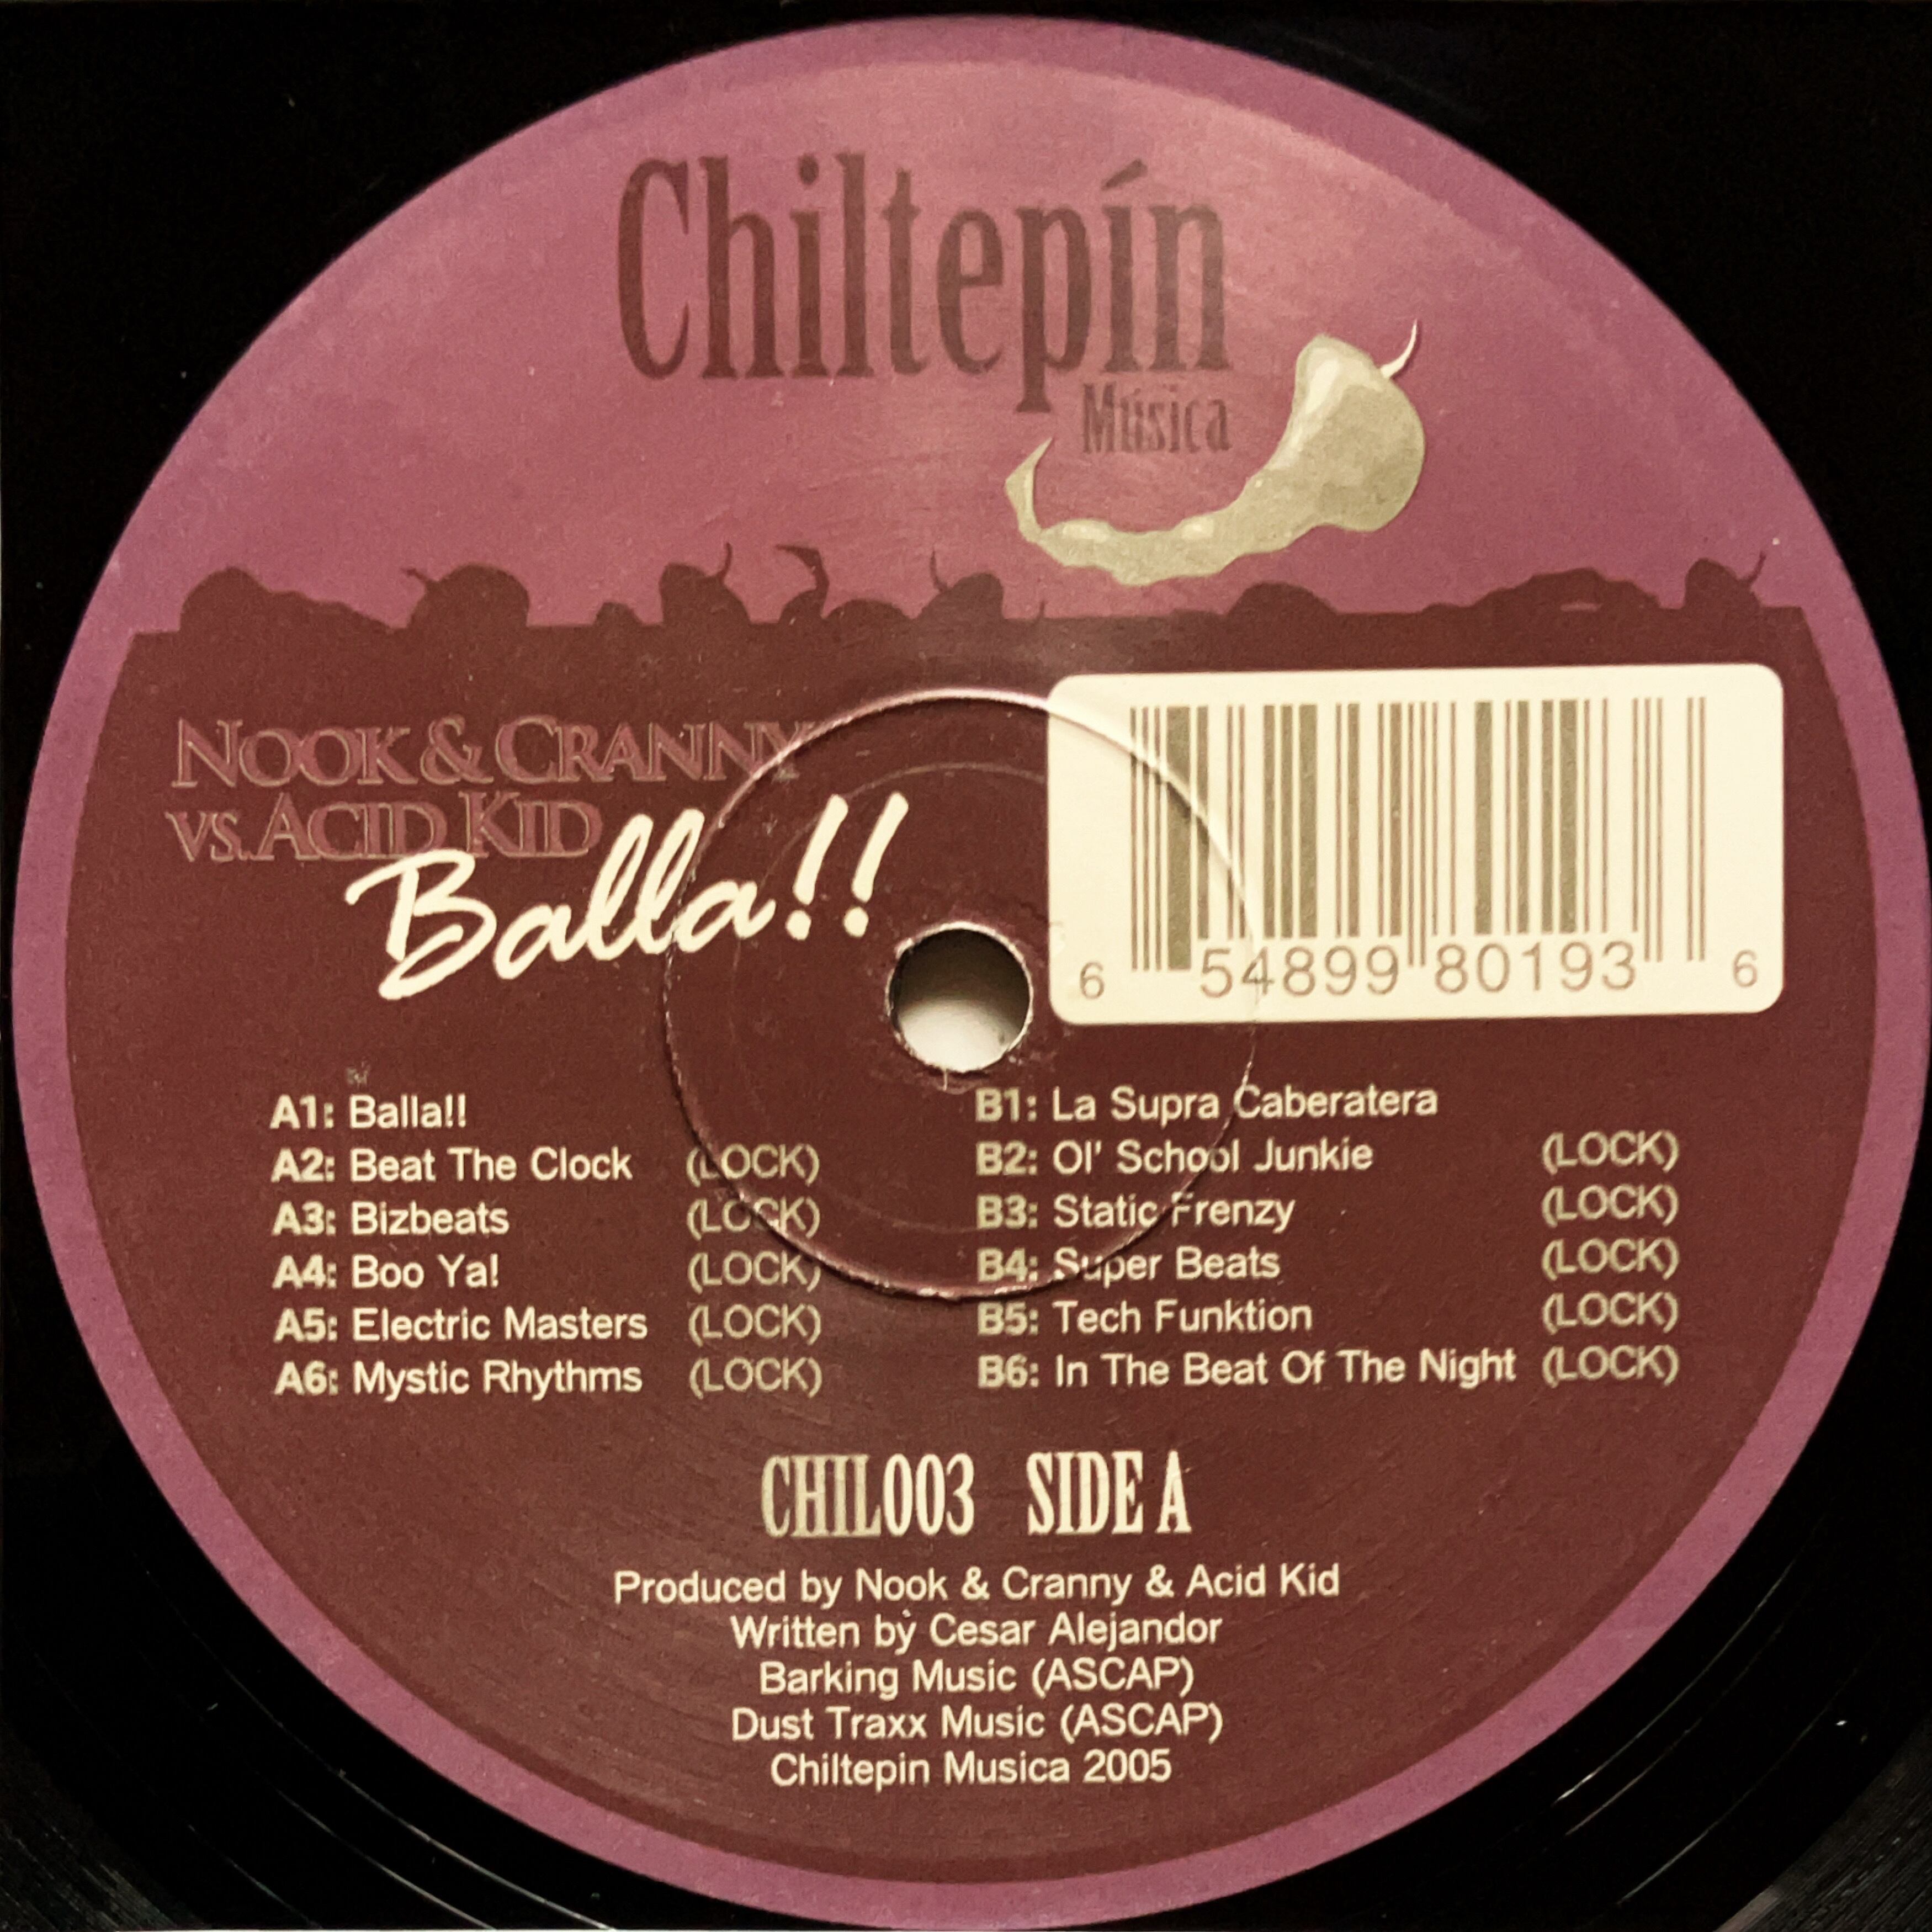 Chiltepín
Música
NOOK & CRANNY
VS. ACID KID
Balla!!
6 54899 80193 6
A1: Balla!!
A2: Beat The Clock (LOCK)
A3: Bizbeats (LOCK)
A4: Boo Ya! (LOCK)
A5: Electric Masters (LOCK)
A6: Mystic Rhythms (LOCK)
B1: La Supra Caberatera
B2: Ol' School Junkie (LOCK)
B3: Static Frenzy (LOCK)
B4: Super Beats (LOCK)
B5: Tech Funktion (LOCK)
B6: In The Beat Of The Night (LOCK)
CHIL003 SIDE A
Produced by Nook & Cranny & Acid Kid
Written by Cesar Alejandor
Barking Music (ASCAP)
Dust Traxx Music (ASCAP)
Chiltepin Musica 2005